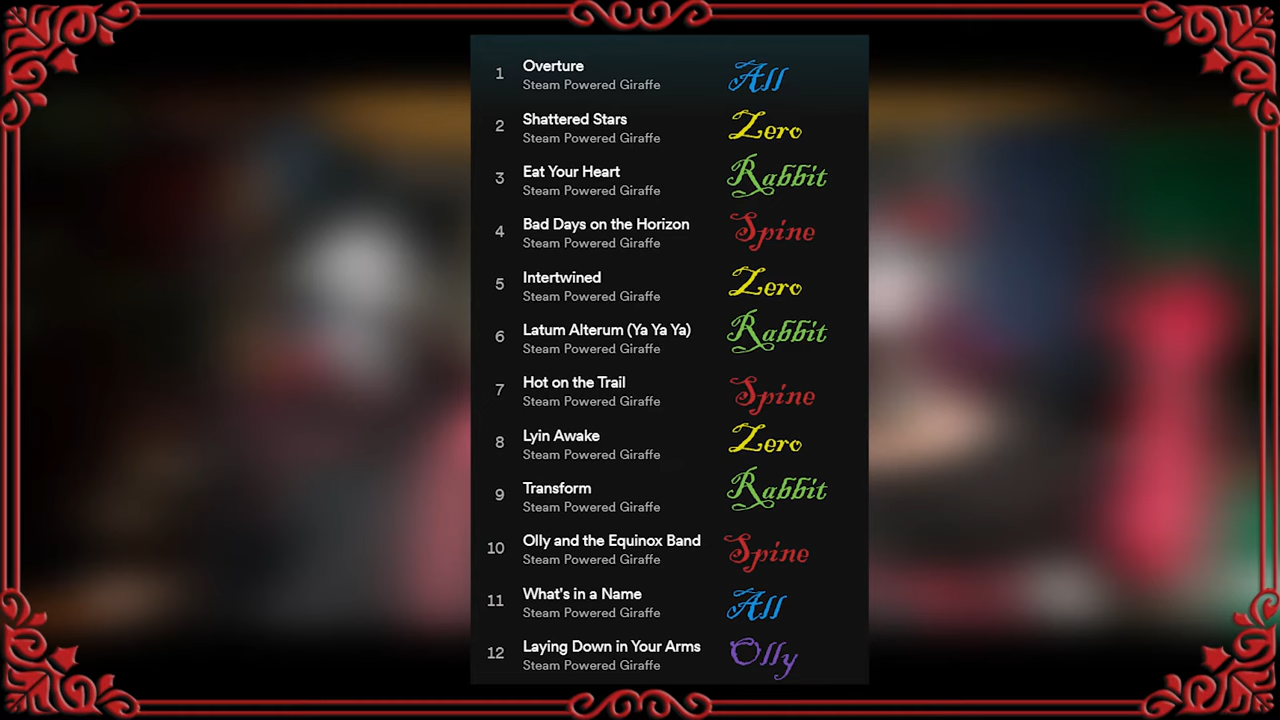 1
Overture
Steam Powered Giraffe
All
2
Shattered Stars
Steam Powered Giraffe
Zero
3
Eat Your Heart
Steam Powered Giraffe
Rabbit
4
Bad Days on the Horizon
Steam Powered Giraffe
Spine
5
Intertwined
Steam Powered Giraffe
Zero
6
Latum Alterum (Ya Ya Ya)
Steam Powered Giraffe
Rabbit
7
Hot on the Trail
Steam Powered Giraffe
Spine
8
Lyin Awake
Steam Powered Giraffe
Zero
9
Transform
Steam Powered Giraffe
Rabbit
10
Olly and the Equinox Band
Steam Powered Giraffe
Spine
11
What's in a Name
Steam Powered Giraffe
All
12
Laying Down in Your Arms
Steam Powered Giraffe
Olly